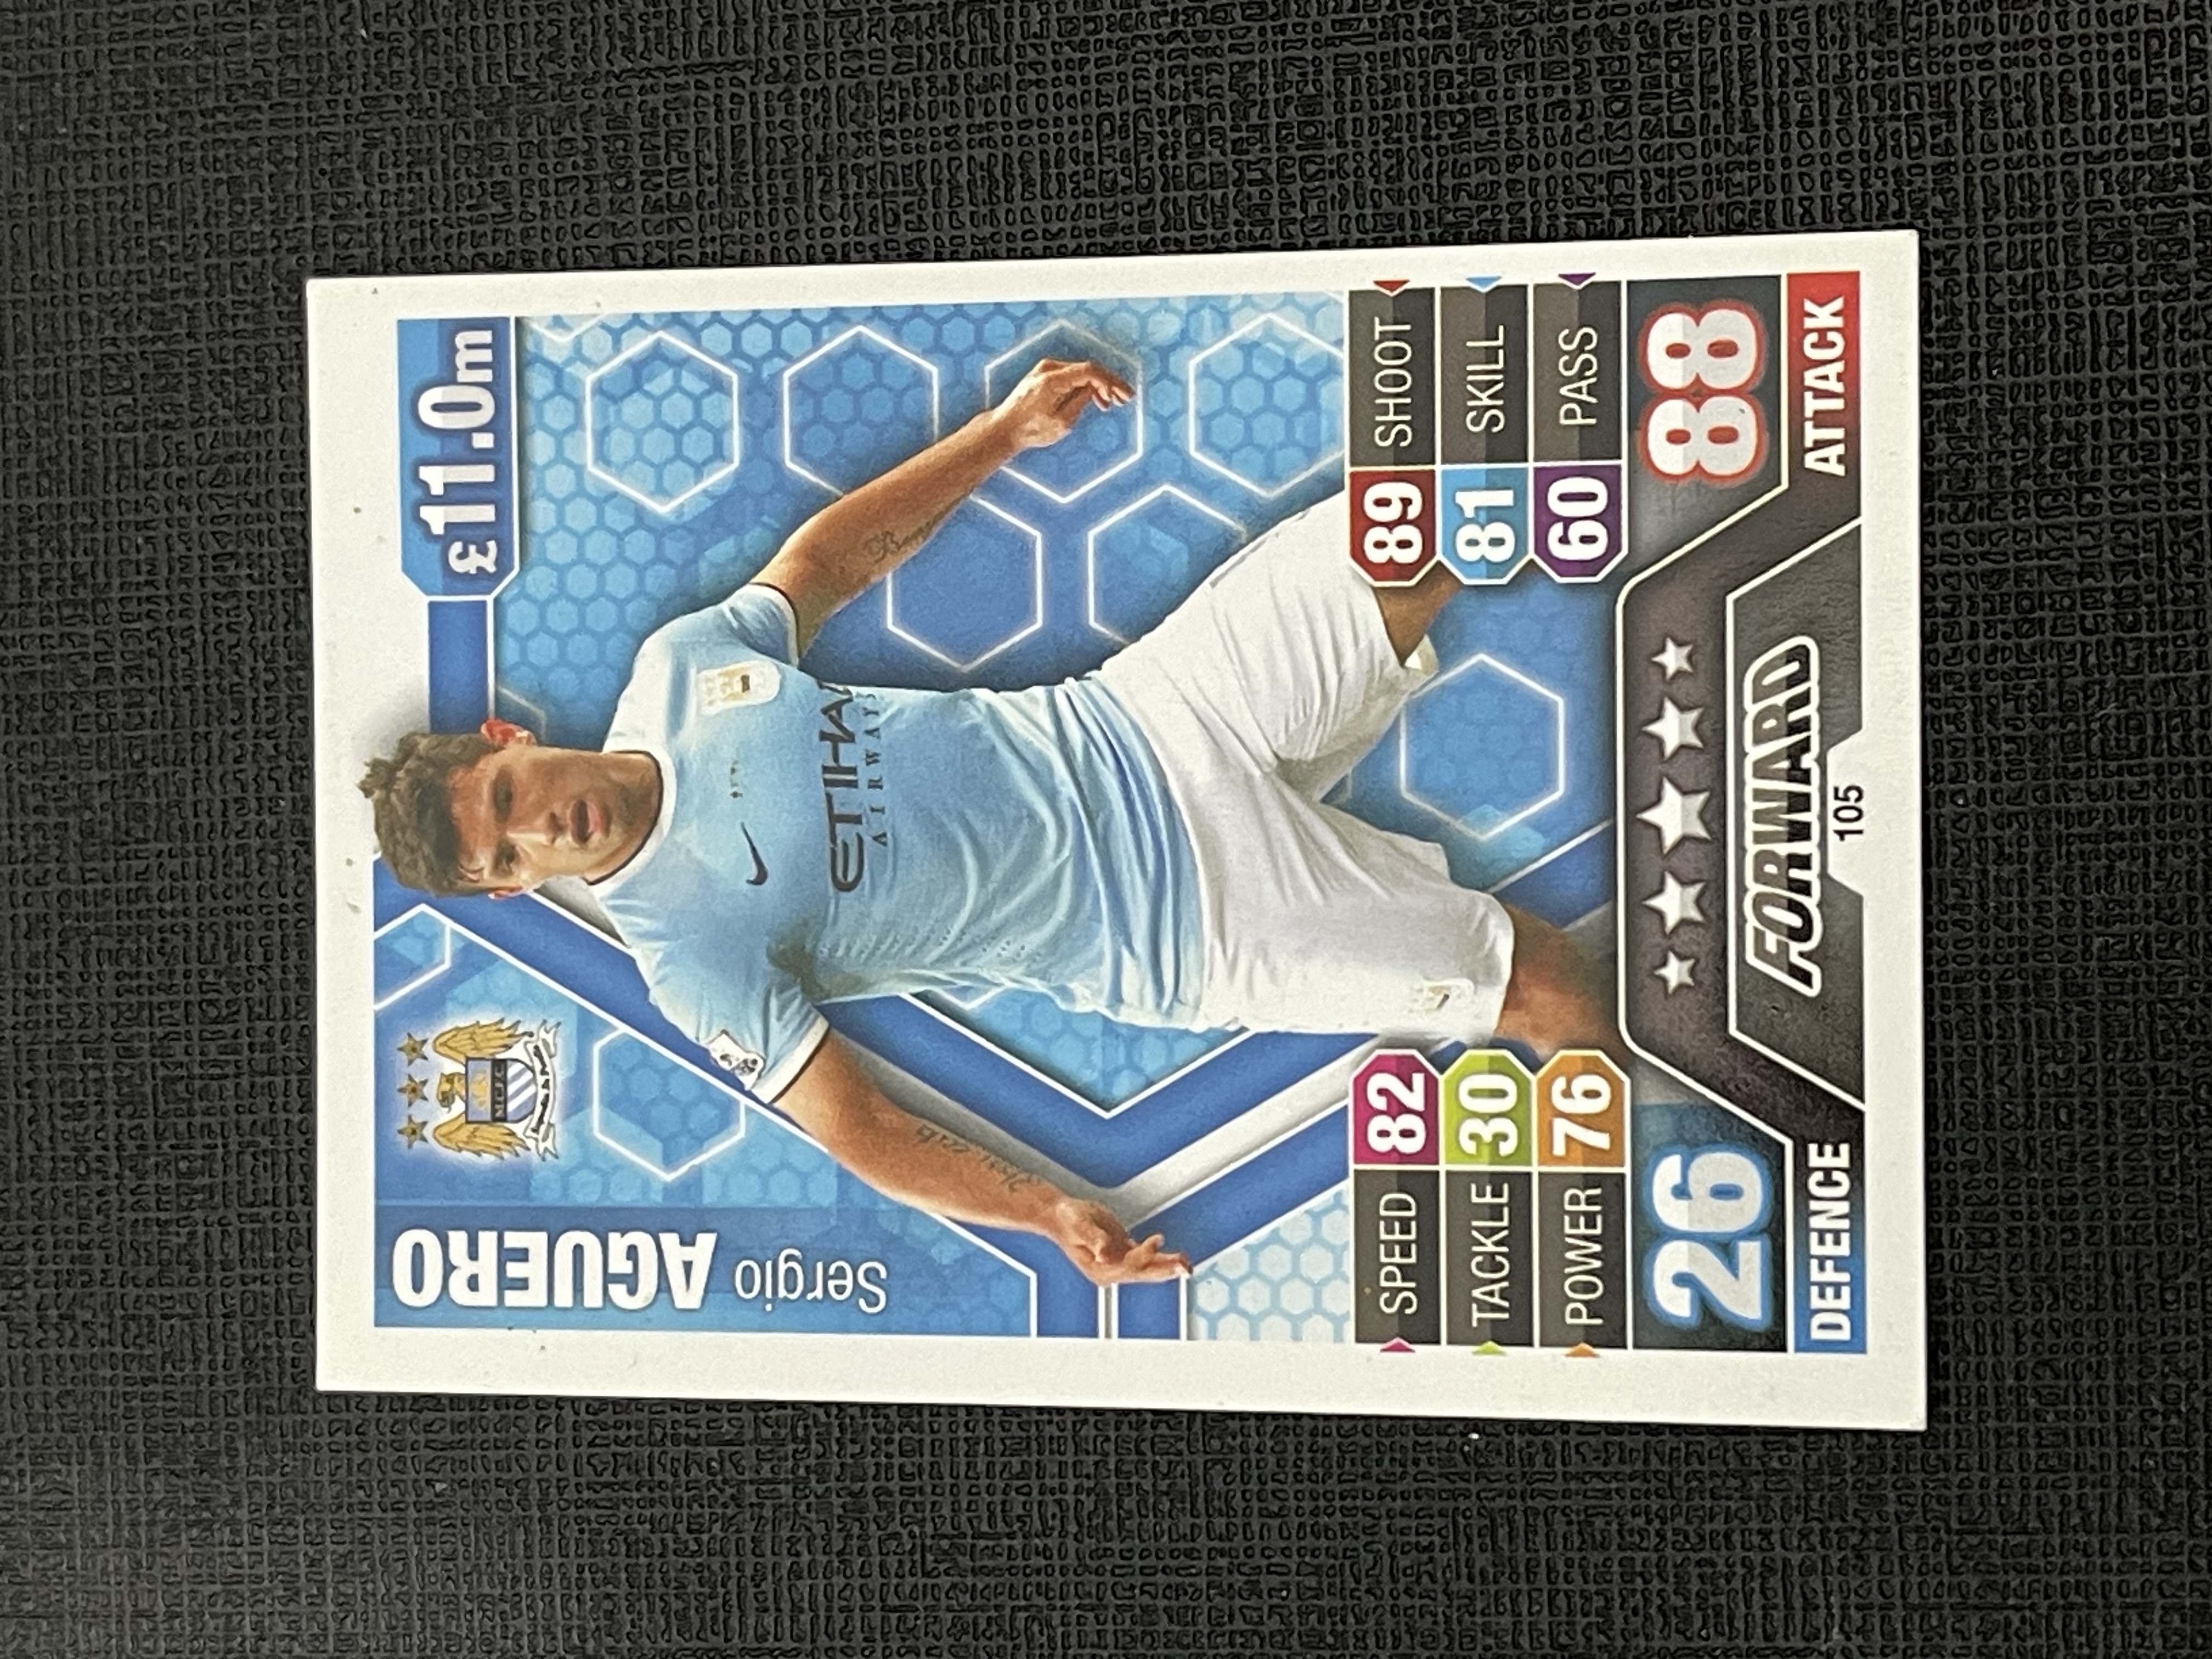 Sergio AGUERO
M.C.F.C
£11.0m
ETIHAD
AIRWAYS
SPEED 82
TACKLE 30
POWER 76
89 SHOOT
81 SKILL
60 PASS
26
DEFENCE
88
ATTACK
FORWARD
105